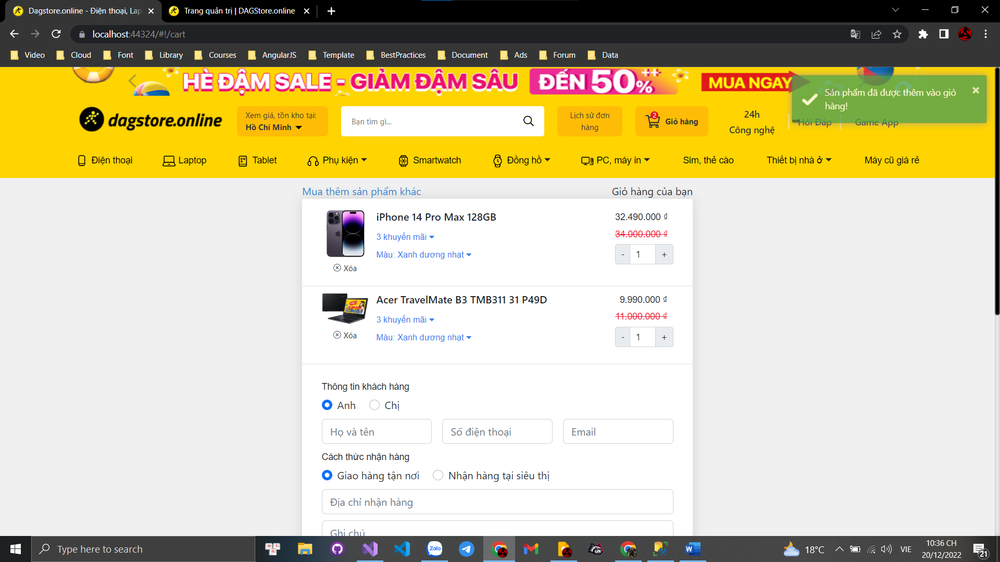 Dagstore.online - Điện thoại, Lap
Trang quản trị | DAGStore.online
localhost:44324/#!/cart
Video Cloud Font Library Courses AngularJS Template BestPractices Document Ads Forum Data
HÈ ĐẬM SALE - GIẢM ĐẬM SÂU ĐẾN 50%++ MUA NGAY
Sản phẩm đã được thêm vào giỏ
hàng!
dagstore.online
Xem giá, tồn kho tại:
Hồ Chí Minh
Bạn tìm gì...
Lịch sử đơn
hàng
2
Giỏ hàng
24h
Công nghệ
Hỏi Đáp
Game App
Điện thoại Laptop Tablet Phụ kiện Smartwatch Đồng hồ PC, máy in Sim, thẻ cào Thiết bị nhà ở Máy cũ giá rẻ
Mua thêm sản phẩm khác
Giỏ hàng của bạn
iPhone 14 Pro Max 128GB
32.490.000 ₫
3 khuyến mãi
34.000.000 ₫
Màu: Xanh dương nhạt
- 1 +
Xóa
Acer TravelMate B3 TMB311 31 P49D
9.990.000 ₫
3 khuyến mãi
11.000.000 ₫
Xóa
Màu: Xanh dương nhạt
- 1 +
Thông tin khách hàng
Anh Chị
Họ và tên Số điện thoại Email
Cách thức nhận hàng
Giao hàng tận nơi Nhận hàng tại siêu thị
Địa chỉ nhận hàng
Ghi chú
Type here to search
Zalo
18°C
VIE
10:36 CH
20/12/2022
21